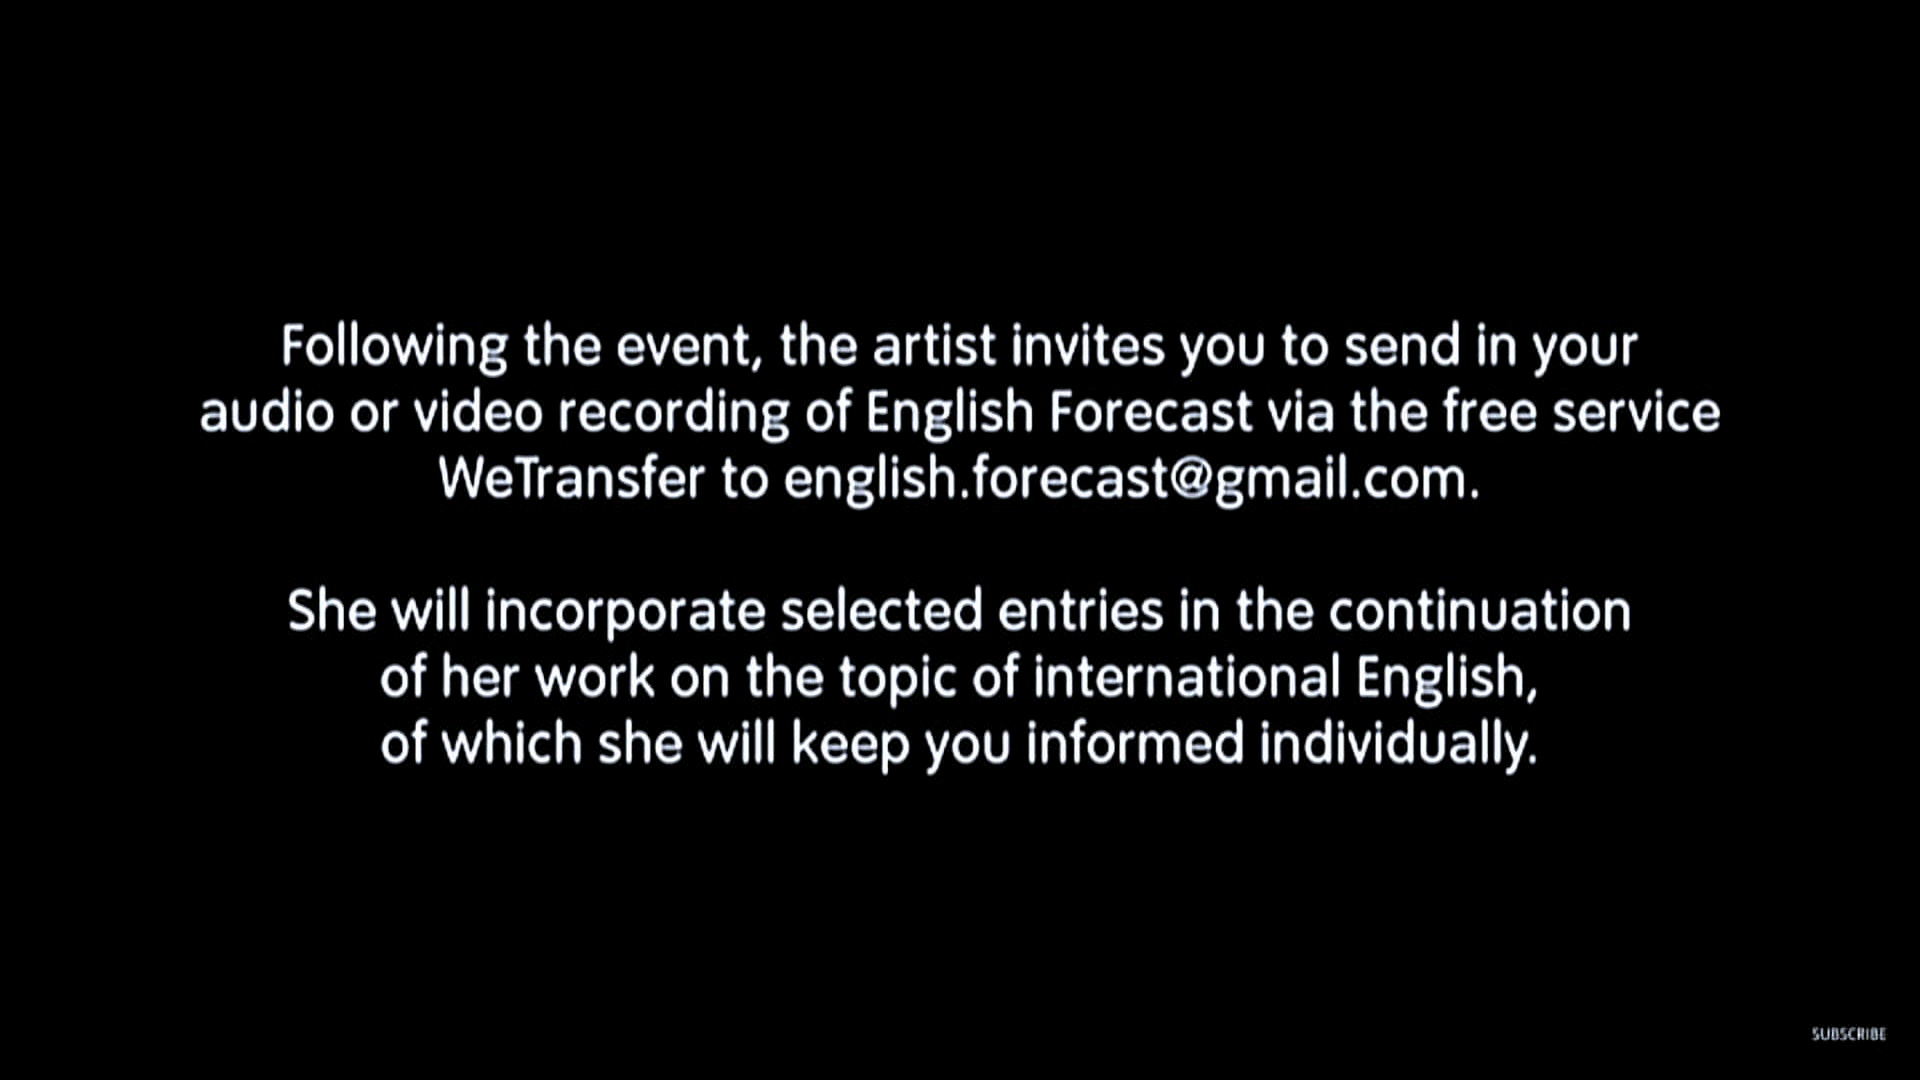 Following the event, the artist invites you to send in your
audio or video recording of English Forecast via the free service
WeTransfer to english.forecast@gmail.com.
She will incorporate selected entries in the continuation
of her work on the topic of international English,
of which she will keep you informed individually.
SUBSCRIBE